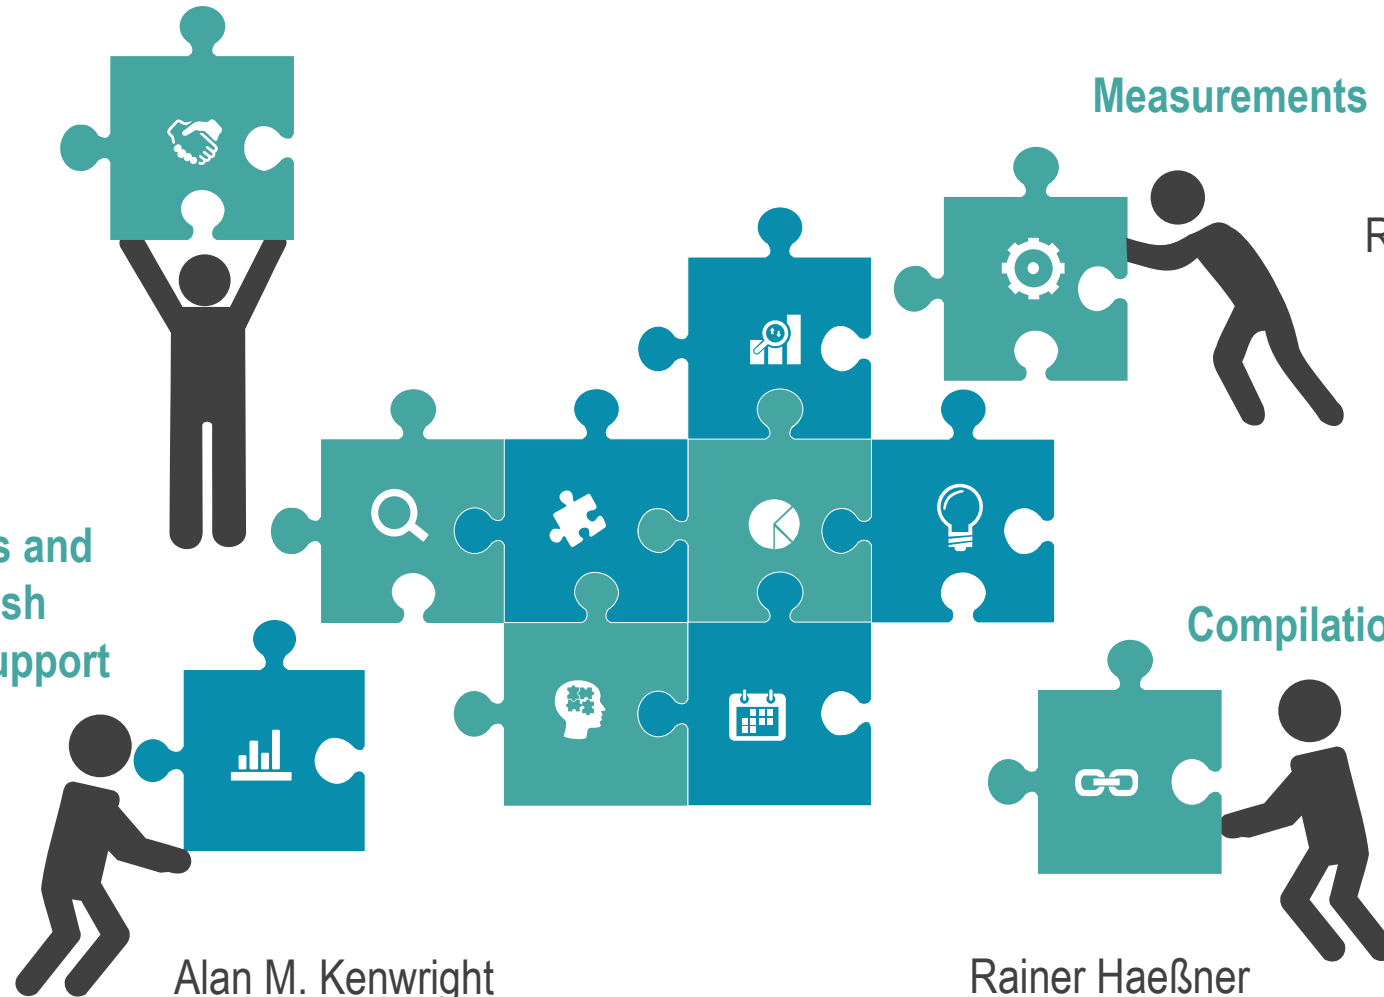 Measurements
R
s and
sh
upport
Compilatio
Alan M. Kenwright
Rainer Haeßner